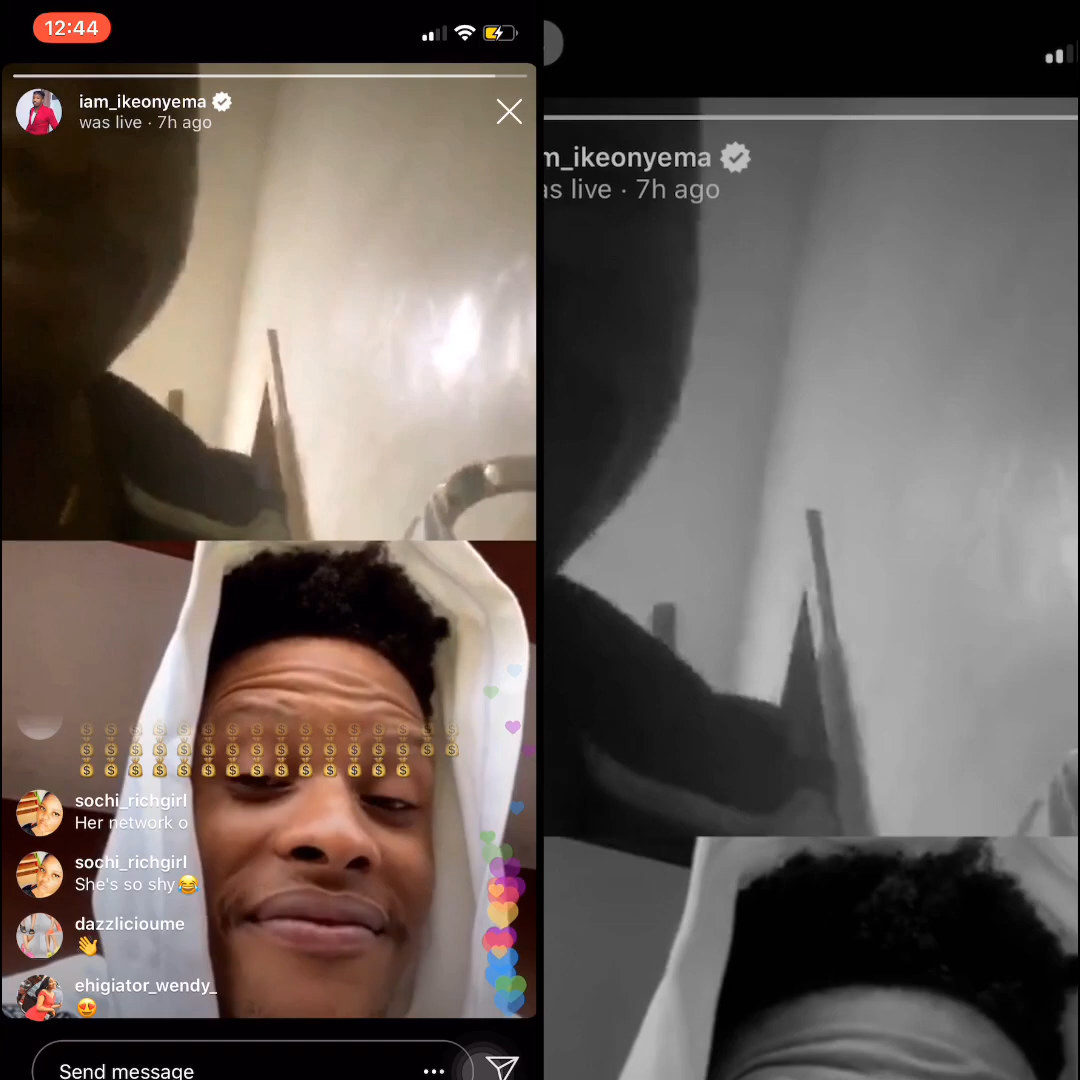 12:44
iam_ikeonyema
was live · 7h ago
sochi_richgirl
Her network o
sochi_richgirl
She's so shy😂
dazzlicioume
👋
ehigiator_wendy_
😍
Send message
m_ikeonyema
as live · 7h ago